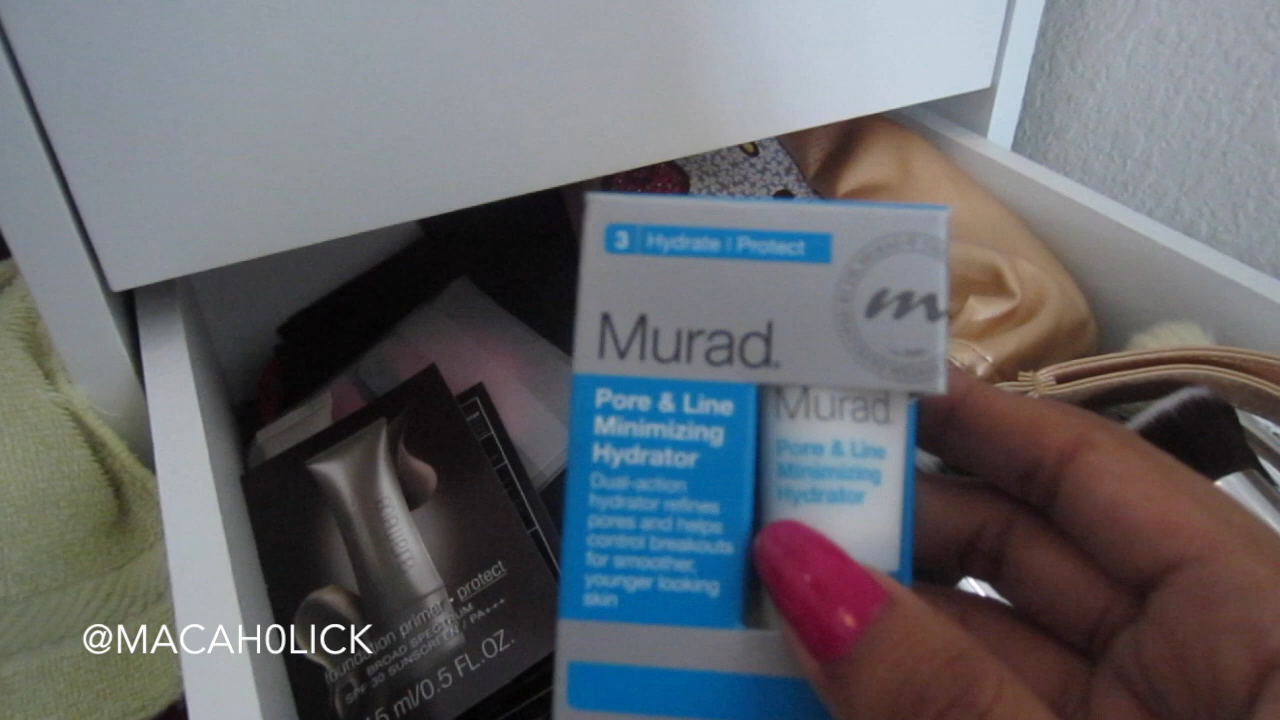 3 Hydrate | Protect
m
Murad.
Pore & Line
Minimizing
Hydrator
Dual-action
hydrator refines
pores and helps
control breakouts
for smoother,
younger looking
skin
Murad.
Pore & Line
Minimizing
Hydrator
foundation primer • protect
BROAD SPECTRUM
SPF 30 SUNSCREEN / PA+++
15 ml/0.5 FL.OZ.
@MACAH0LICK